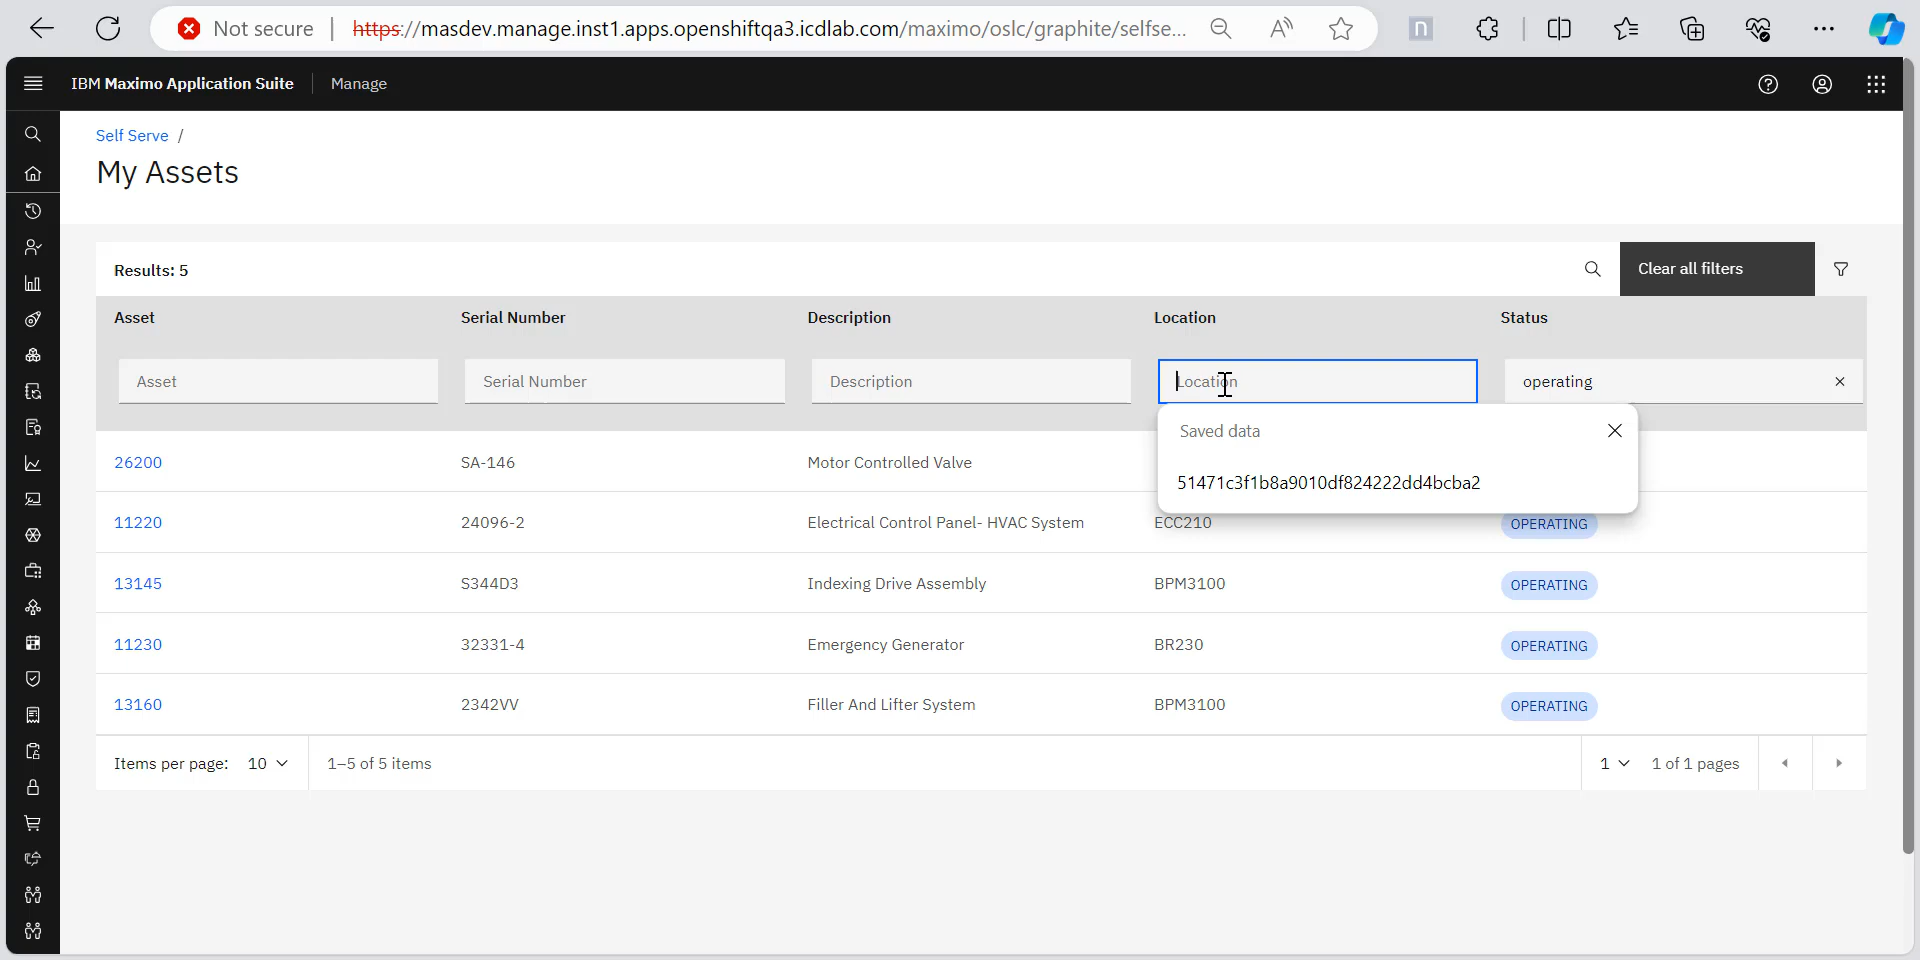 Not secure
https://masdev.manage.inst1.apps.openshiftqa3.icdlab.com/maximo/oslc/graphite/selfse...
IBM Maximo Application Suite
Manage
Self Serve /
My Assets
Results: 5
Clear all filters
Asset
Serial Number
Description
Location
Status
Asset
Serial Number
Description
Location
operating
Saved data
51471c3f1b8a9010df824222dd4bcba2
26200
SA-146
Motor Controlled Valve
11220
24096-2
Electrical Control Panel- HVAC System
ECC210
OPERATING
13145
S344D3
Indexing Drive Assembly
BPM3100
OPERATING
11230
32331-4
Emergency Generator
BR230
OPERATING
13160
2342VV
Filler And Lifter System
BPM3100
OPERATING
Items per page: 10
1–5 of 5 items
1
1 of 1 pages